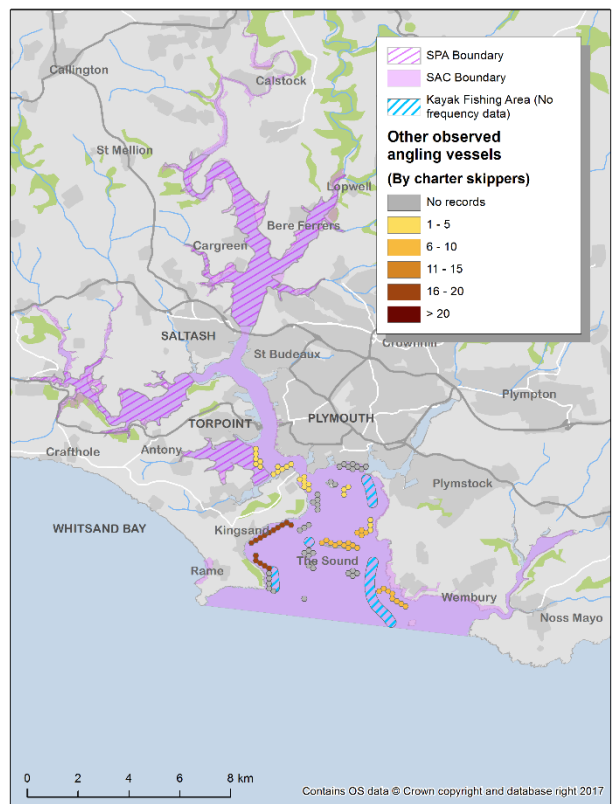 Callington
Calstock
St Mellion
Lopwell
Bere Ferrers
Cargreen
SPA Boundary
SAC Boundary
Kayak Fishing Area (No
frequency data)
Other observed
angling vessels
(By charter skippers)
No records
1 - 5
6 - 10
11 - 15
16 - 20
> 20
SALTASH
St Budeaux
Crownhill
Plympton
TORPOINT
PLYMOUTH
Crafthole
Antony
Plymstock
WHITSAND BAY
Kingsand
The Sound
Rame
Wembury
Noss Mayo
0 2 4 6 8 km
Contains OS data © Crown copyright and database right 2017